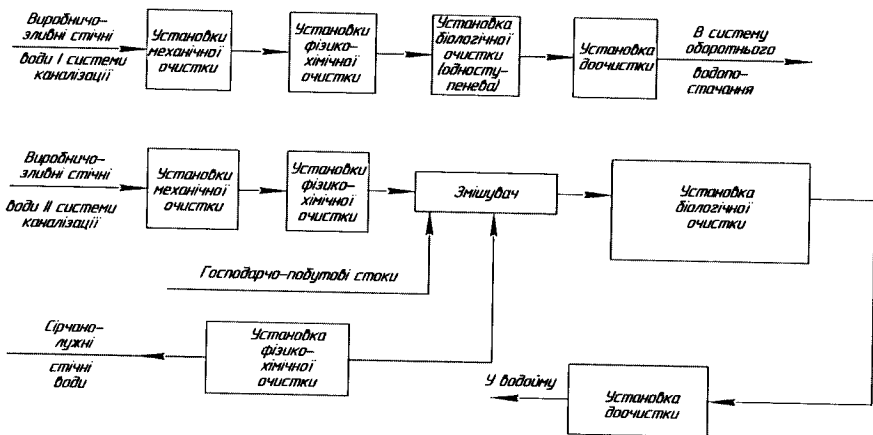 Виробничо-
зливні стічні
води I системи
каналізації
Установки
механічної
очистки
Установки
фізико-
хімічної
очистки
Установка
біологічної
очистки
(односту-
пенева)
Установка
доочистки
В систему
оборотнього
водопо-
стачання
Виробничо-
зливні стічні
води II системи
каналізації
Установки
механічної
очистки
Установки
фізико-
хімічної
очистки
Змішувач
Установка
біологічної
очистки
Господарчо-побутові стоки
Сірчано-
лужні
стічні
води
Установка
фізико-
хімічної
очистки
У водойму
Установка
доочистки